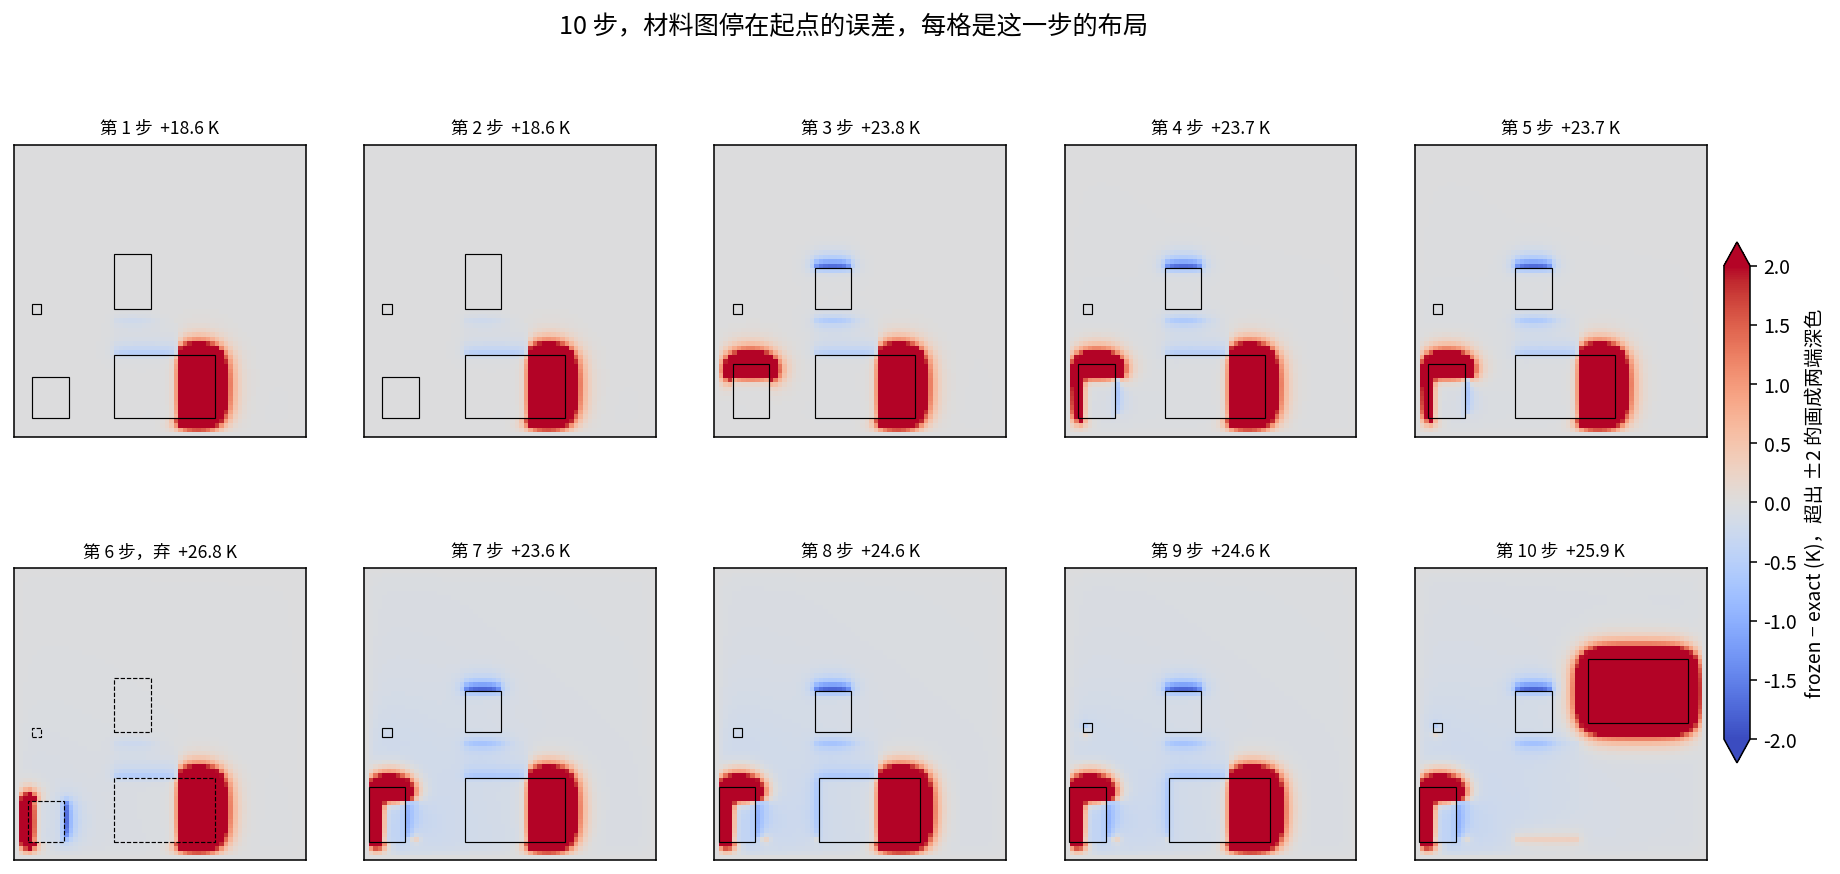 10 步，材料图停在起点的误差，每格是这一步的布局
第 1 步 +18.6 K
第 2 步 +18.6 K
第 3 步 +23.8 K
第 4 步 +23.7 K
第 5 步 +23.7 K
第 6 步，弃 +26.8 K
第 7 步 +23.6 K
第 8 步 +24.6 K
第 9 步 +24.6 K
第 10 步 +25.9 K
2.0
1.5
1.0
0.5
0.0
-0.5
-1.0
-1.5
-2.0
frozen − exact (K)，超出 ±2 的画成两端深色